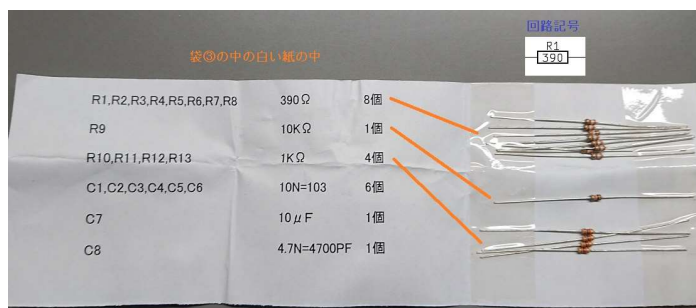 回路記号
R1
390
袋③の中の白い紙の中
R1,R2,R3,R4,R5,R6,R7,R8 390Ω 8個
R9 10KΩ 1個
R10,R11,R12,R13 1KΩ 4個
C1,C2,C3,C4,C5,C6 10N=103 6個
C7 10μF 1個
C8 4.7N=4700PF 1個